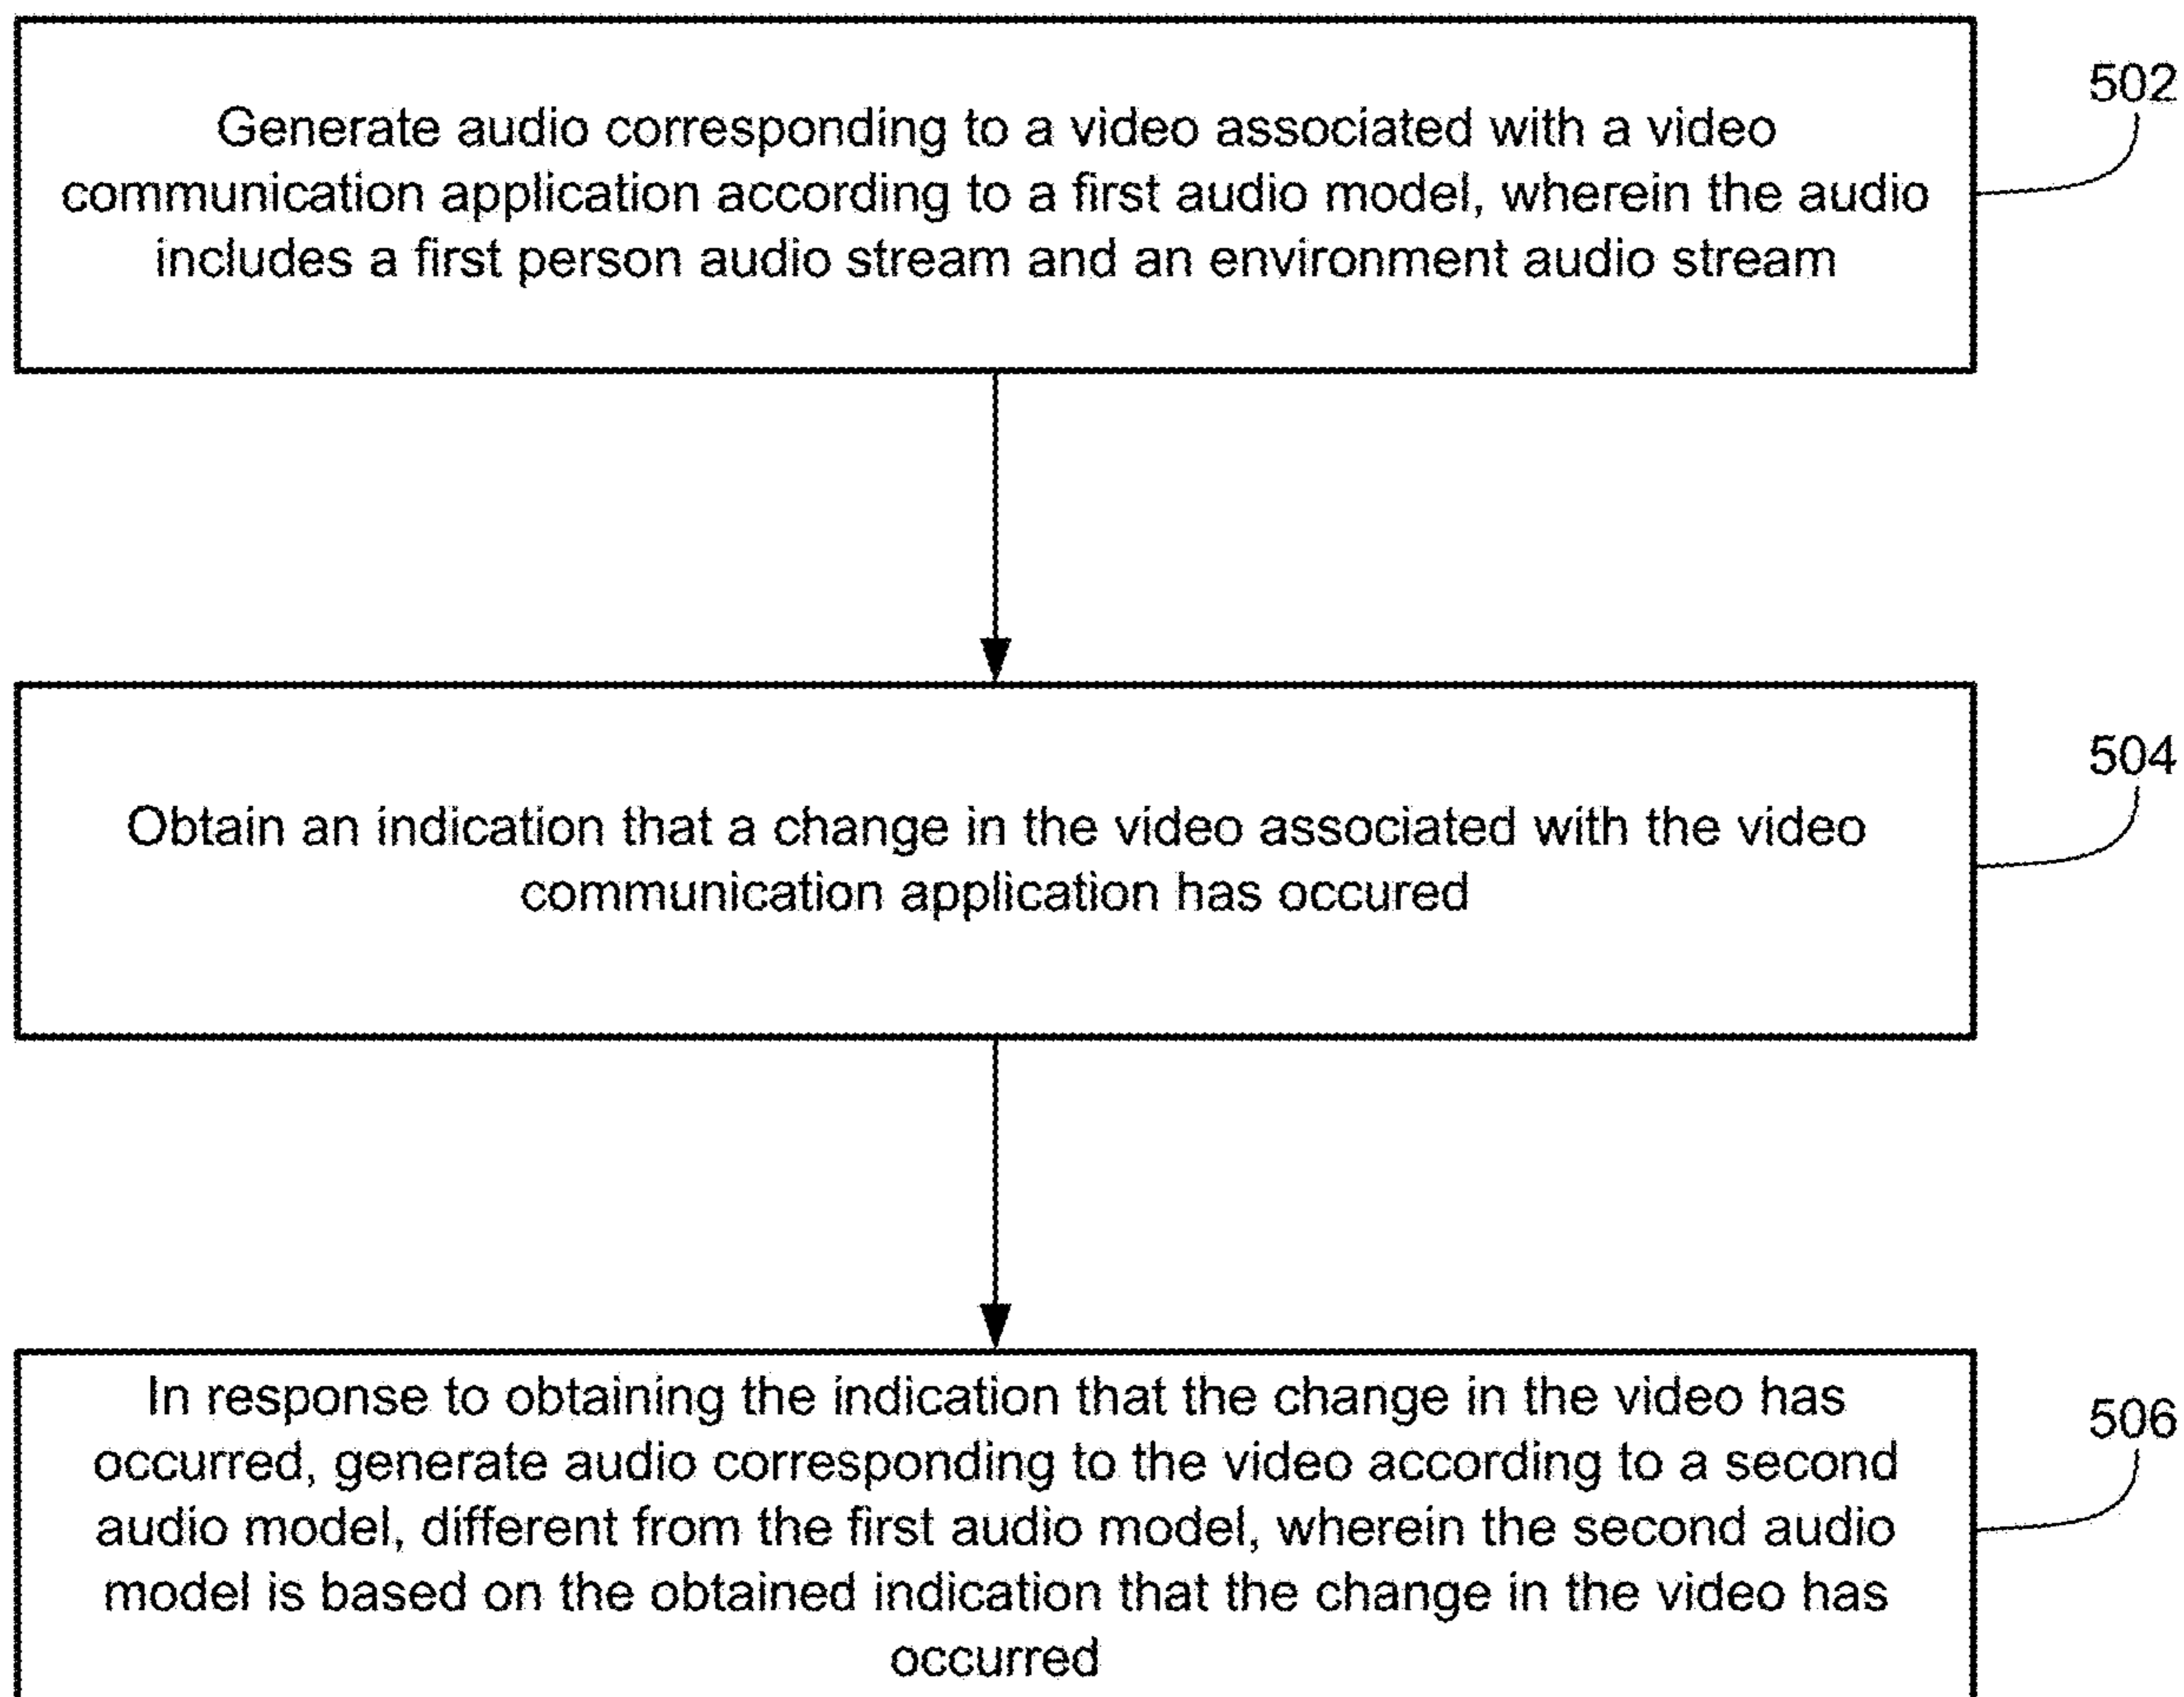 Generate audio corresponding to a video associated with a video
communication application according to a first audio model, wherein the audio
includes a first person audio stream and an environment audio stream
502
Obtain an indication that a change in the video associated with the video
communication application has occured
504
In response to obtaining the indication that the change in the video has
occurred, generate audio corresponding to the video according to a second
audio model, different from the first audio model, wherein the second audio
model is based on the obtained indication that the change in the video has
occurred
506